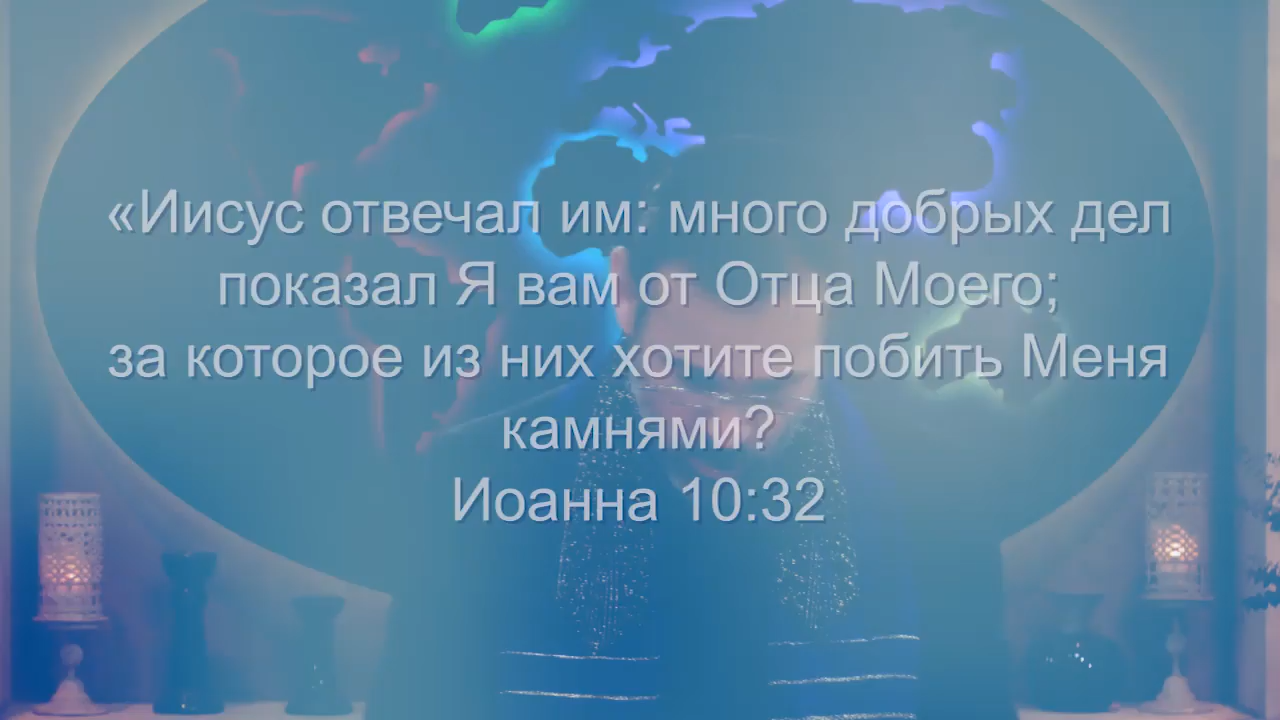 «Иисус отвечал им: много добрых дел
показал Я вам от Отца Моего;
за которое из них хотите побить Меня
камнями?
Иоанна 10:32